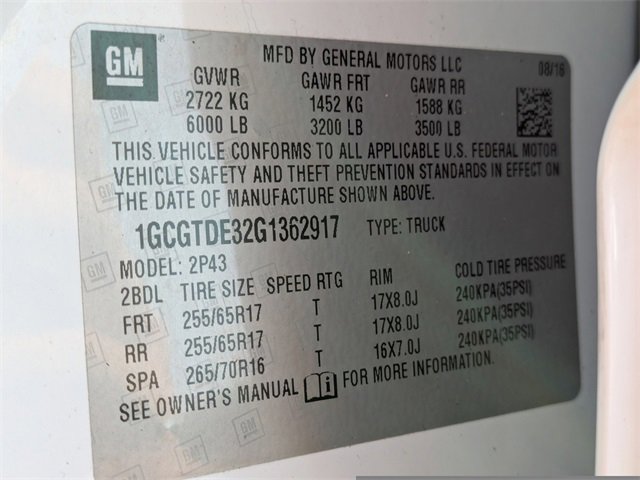 GM
MFD BY GENERAL MOTORS LLC 08/16
GVWR GAWR FRT GAWR RR
2722 KG 1452 KG 1588 KG
6000 LB 3200 LB 3500 LB
THIS VEHICLE CONFORMS TO ALL APPLICABLE U.S. FEDERAL MOTOR
VEHICLE SAFETY AND THEFT PREVENTION STANDARDS IN EFFECT ON
THE DATE OF MANUFACTURE SHOWN ABOVE.
1GCGTDE32G1362917 TYPE: TRUCK
MODEL: 2P43
2BDL TIRE SIZE SPEED RTG RIM COLD TIRE PRESSURE
FRT 255/65R17 T 17X8.0J 240KPA(35PSI)
RR 255/65R17 T 17X8.0J 240KPA(35PSI)
SPA 265/70R16 T 16X7.0J 240KPA(35PSI)
SEE OWNER'S MANUAL i FOR MORE INFORMATION.